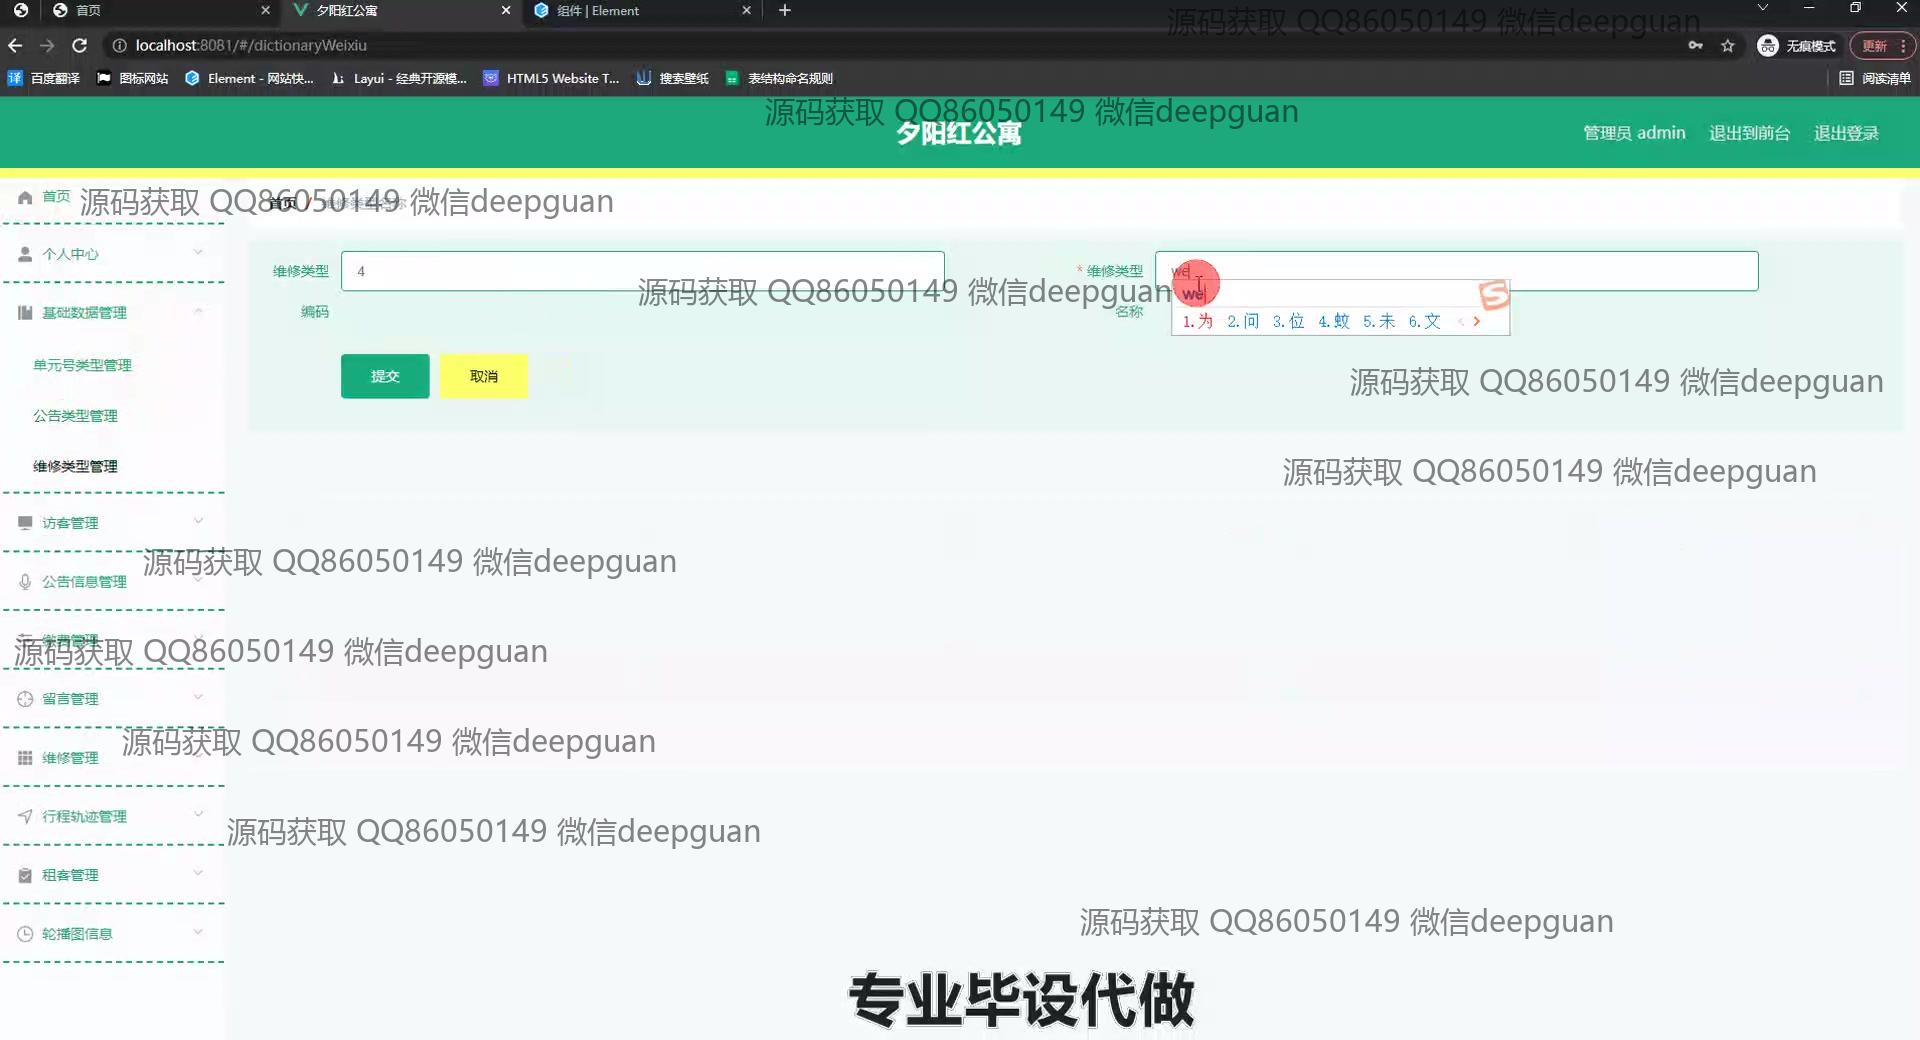 首页
夕阳红公寓
组件 | Element
源码获取 QQ86050149 微信deepguan
localhost:8081/#/dictionaryWeixiu
无痕模式
更新
百度翻译
图标网站
Element - 网站快...
Layui - 经典开源模...
HTML5 Website T...
搜索壁纸
表结构命名规则
阅读清单
源码获取 QQ86050149 微信deepguan
夕阳红公寓
管理员 admin
退出到前台
退出登录
首页
源码获取 QQ86050149 微信deepguan
首页 /
个人中心
维修类型
编码
4
* 维修类型
名称
we
源码获取 QQ86050149 微信deepguan
we
1.为 2.问 3.位 4.蚊 5.未 6.文
基础数据管理
单元号类型管理
提交
取消
源码获取 QQ86050149 微信deepguan
公告类型管理
维修类型管理
源码获取 QQ86050149 微信deepguan
访客管理
源码获取 QQ86050149 微信deepguan
公告信息管理
缴费管理
源码获取 QQ86050149 微信deepguan
留言管理
源码获取 QQ86050149 微信deepguan
维修管理
行程轨迹管理
源码获取 QQ86050149 微信deepguan
租客管理
轮播图信息
源码获取 QQ86050149 微信deepguan
专业毕设代做